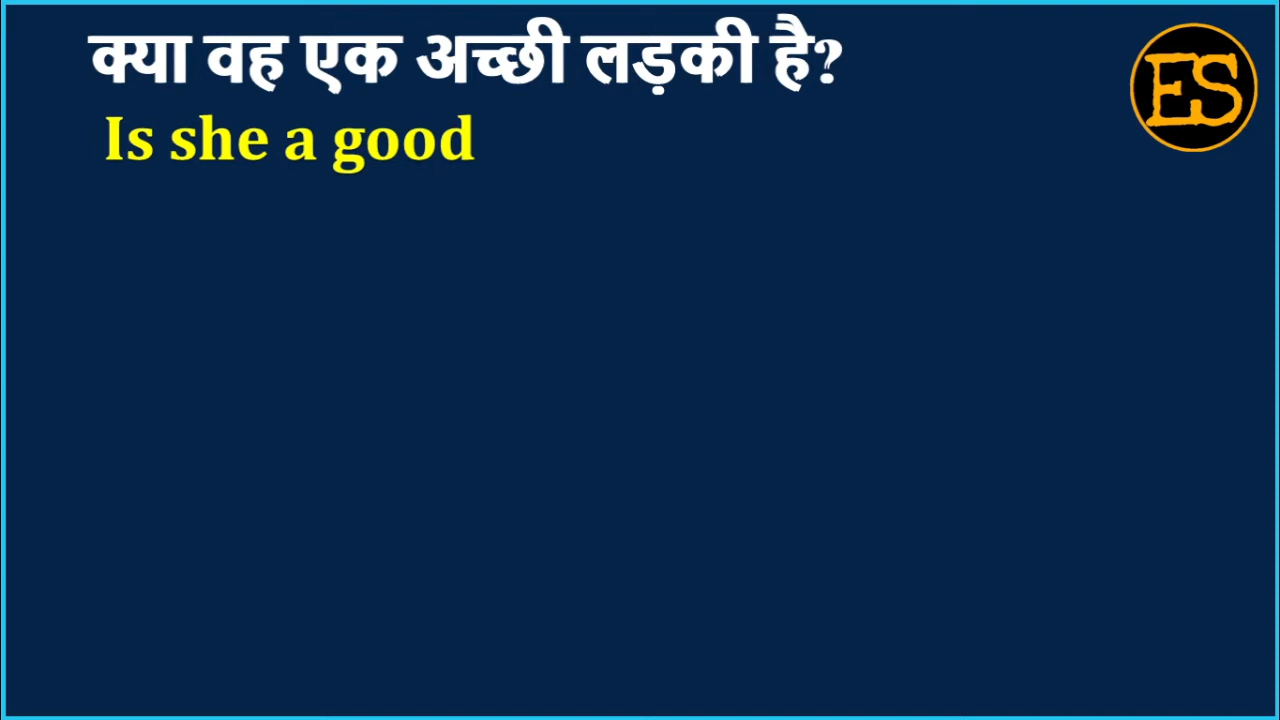 क्या वह एक अच्छी लड़की है?
ES
Is she a good